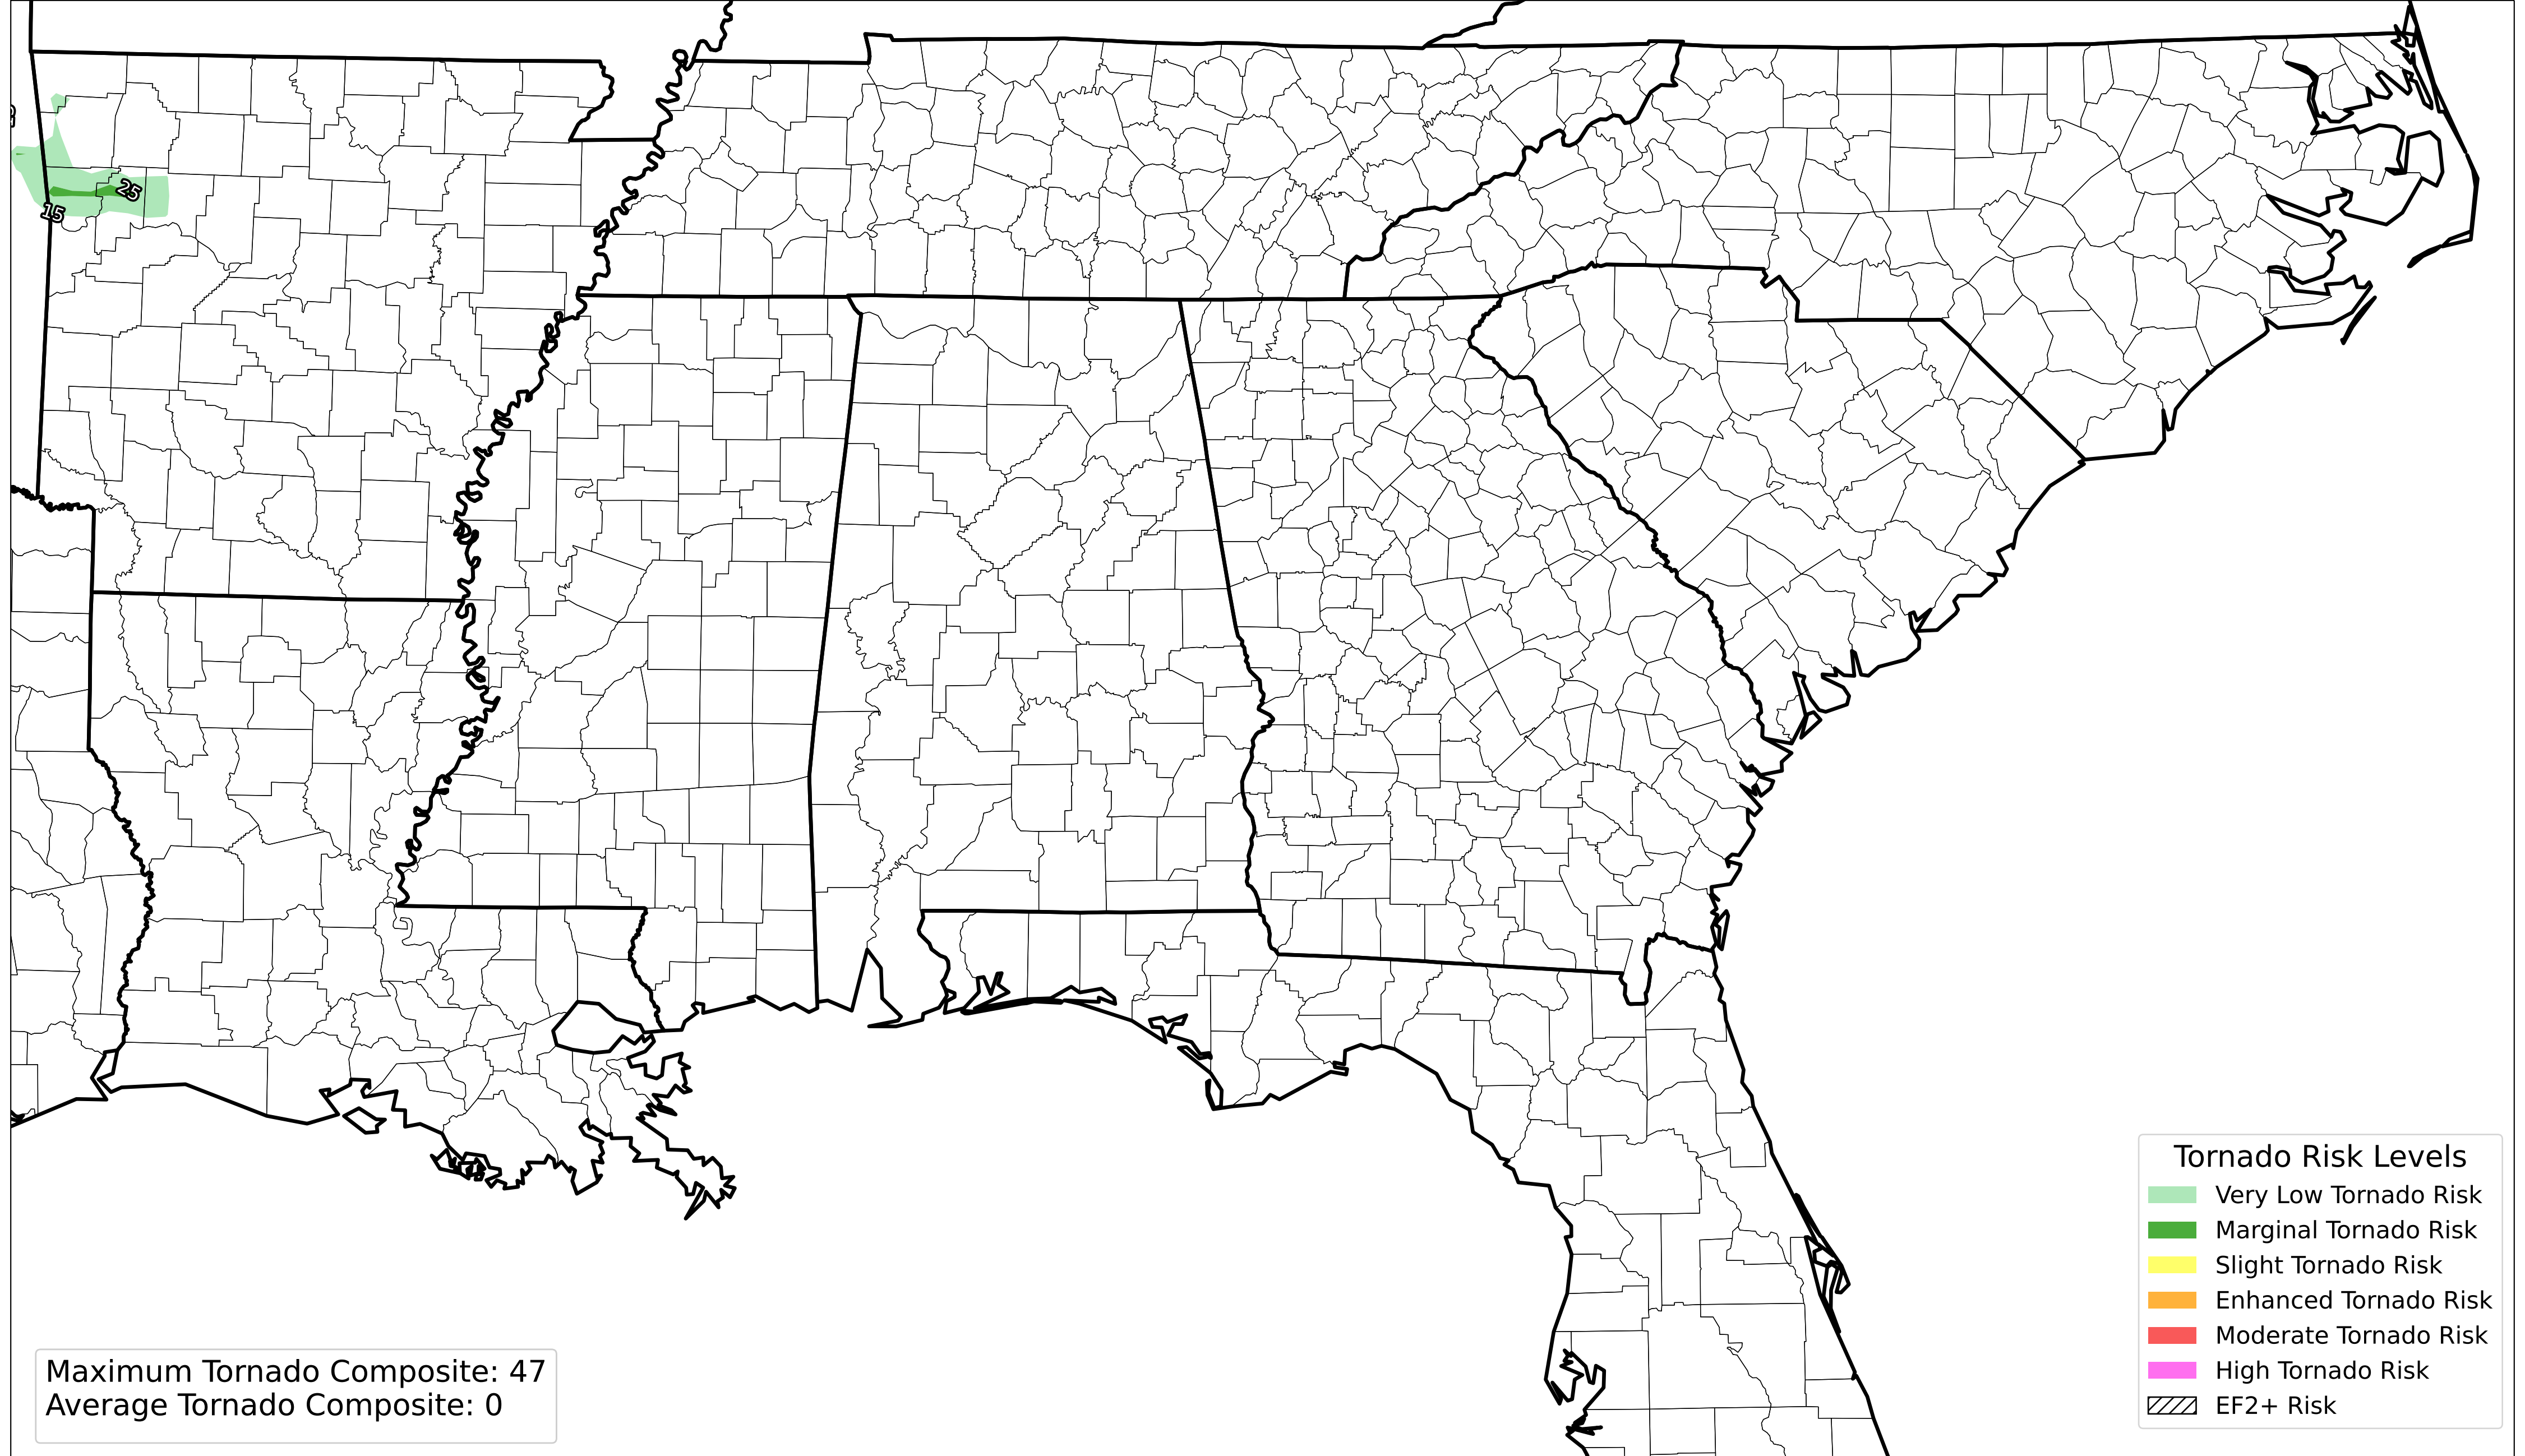 25
15
Tornado Risk Levels
Very Low Tornado Risk
Marginal Tornado Risk
Slight Tornado Risk
Enhanced Tornado Risk
Moderate Tornado Risk
High Tornado Risk
EF2+ Risk
Maximum Tornado Composite: 47
Average Tornado Composite: 0